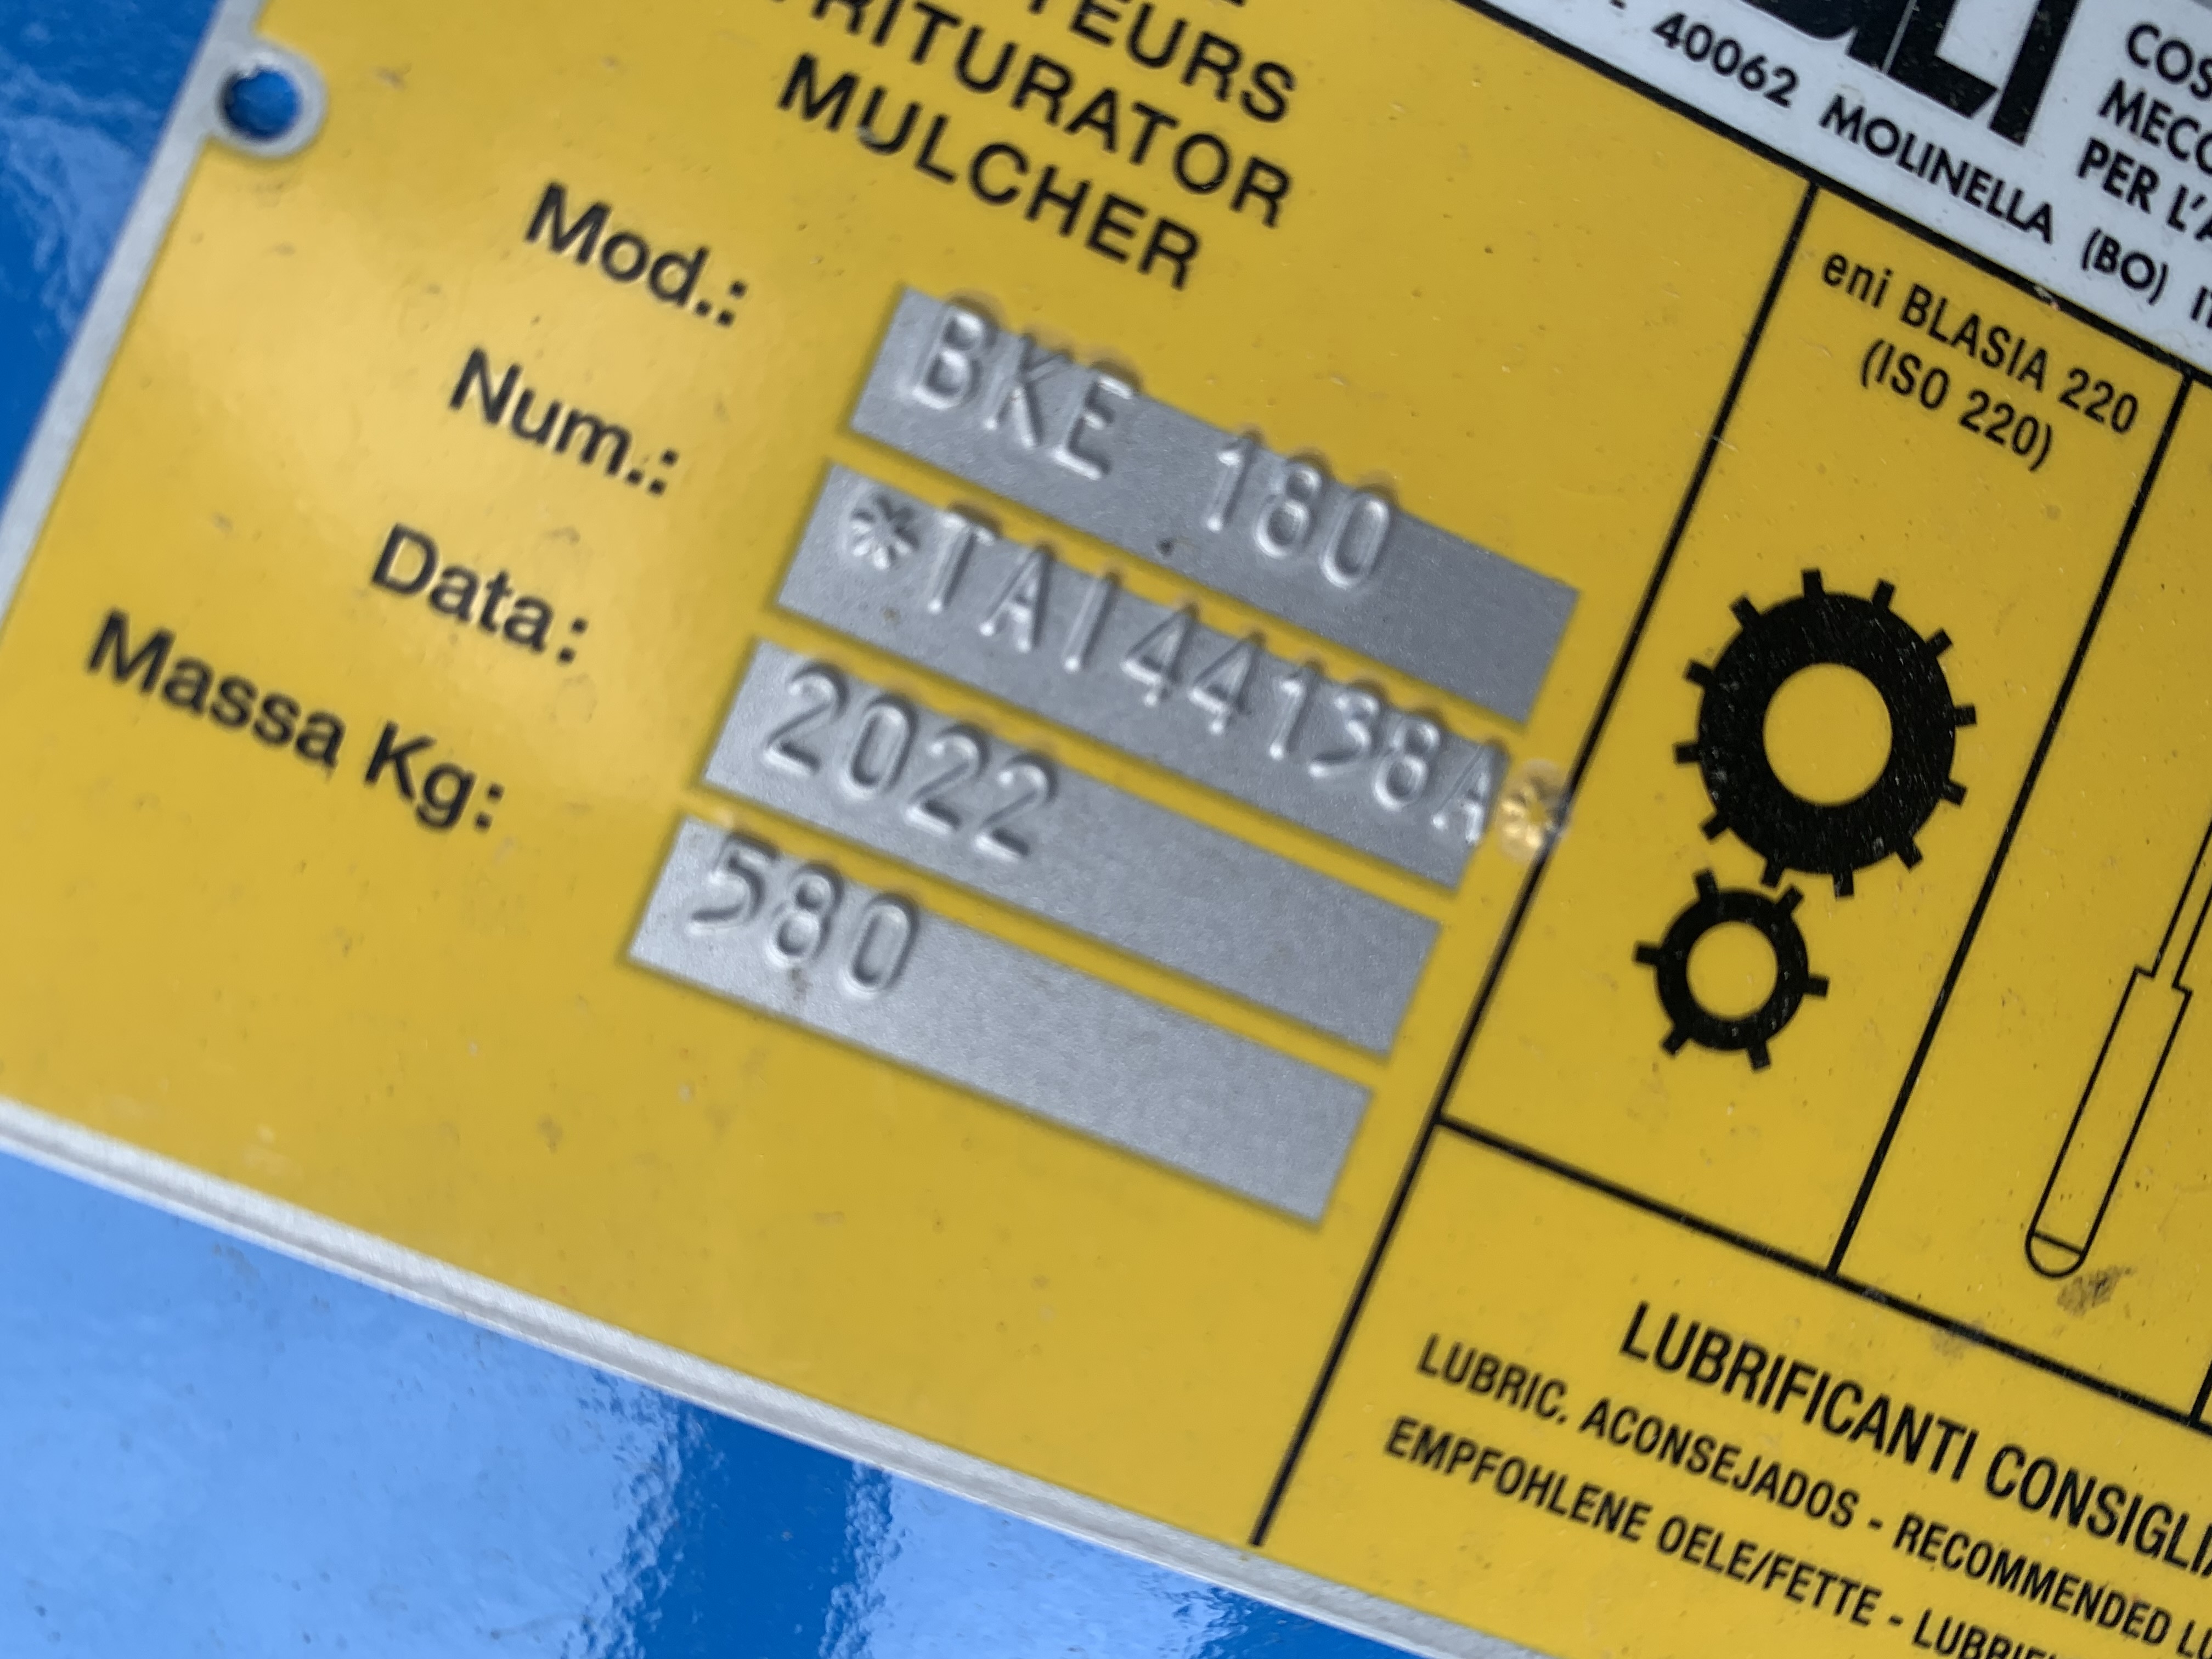 TEURS
RITURATOR
MULCHER
Mod.: BKE 180
Num.: *TAI44138A*
Data: 2022
Massa Kg: 580
- 40062 MOLINELLA (BO)
PER L'
eni BLASIA 220
(ISO 220)
LUBRIFICANTI
LUBRIC. ACONSEJADOS - RECOMMENDED
EMPFOHLENE OELE/FETTE -